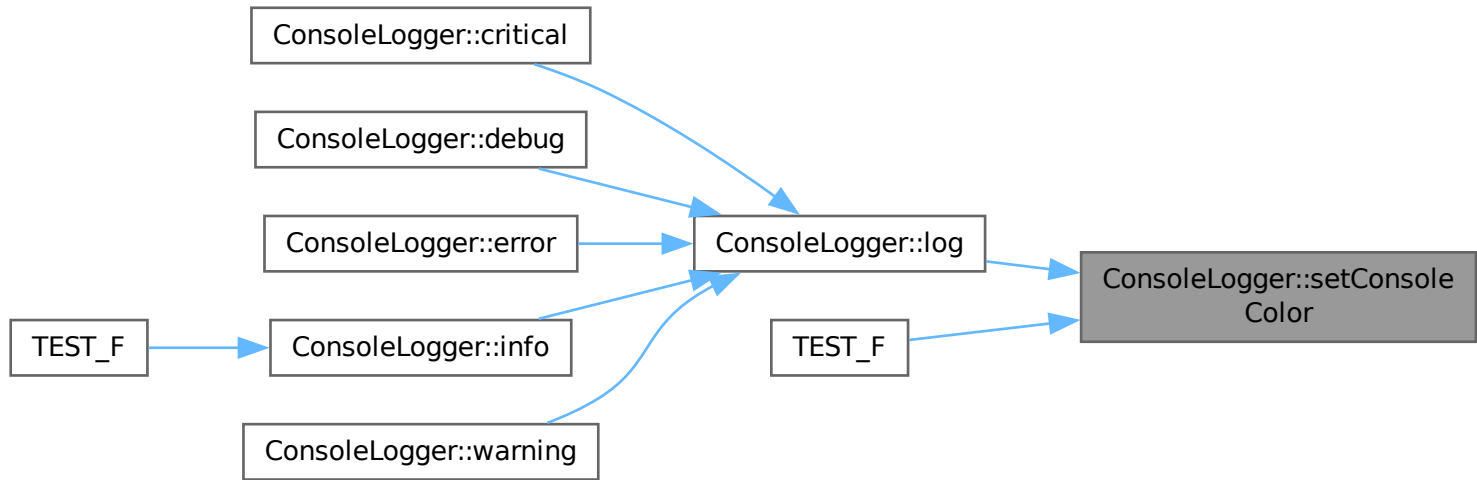 ConsoleLogger::critical
ConsoleLogger::debug
ConsoleLogger::error
ConsoleLogger::log
ConsoleLogger::setConsole
Color
TEST_F
ConsoleLogger::info
TEST_F
ConsoleLogger::warning